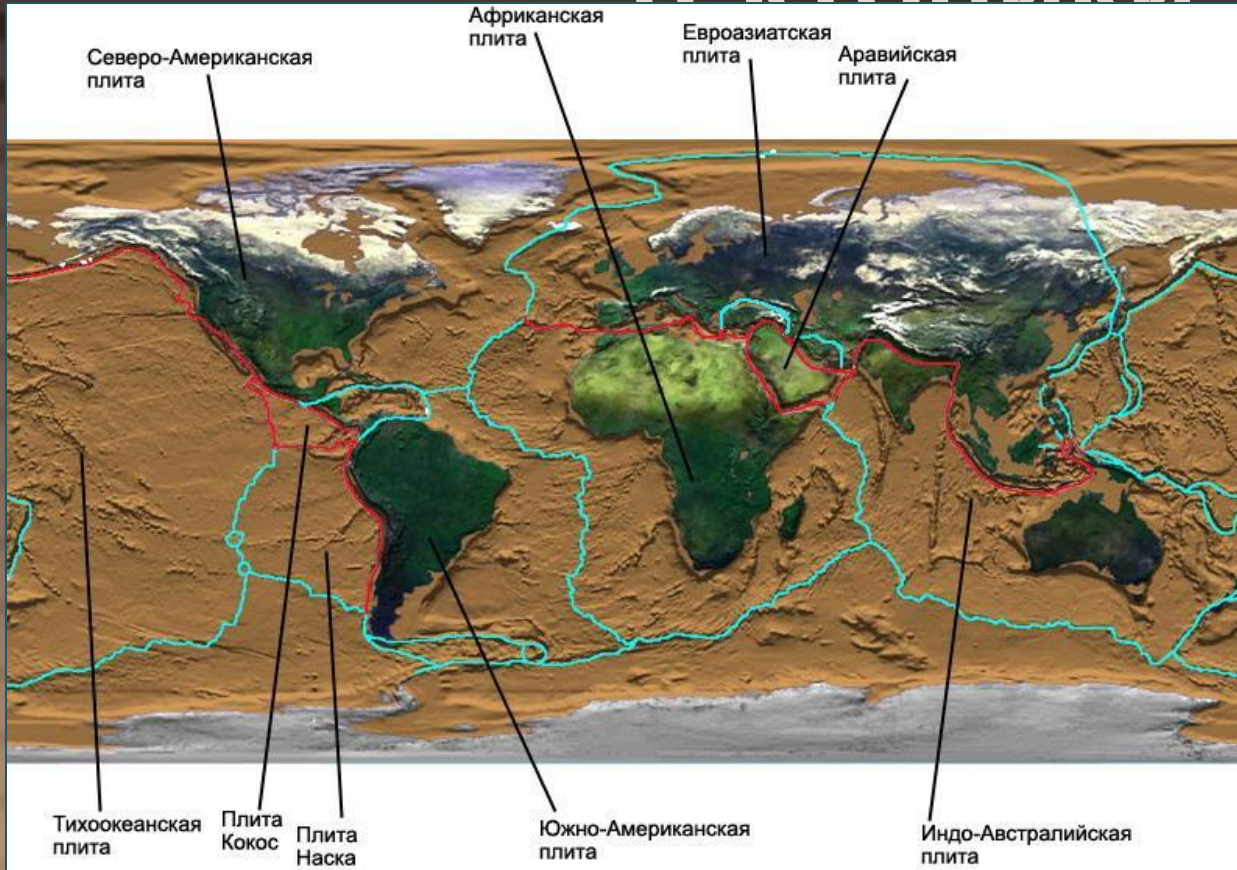 Африканская
плита
Евроазиатская
плита
Северо-Американская
плита
Аравийская
плита
Тихоокеанская
плита
Плита
Кокос
Плита
Наска
Южно-Американская
плита
Индо-Австралийская
плита